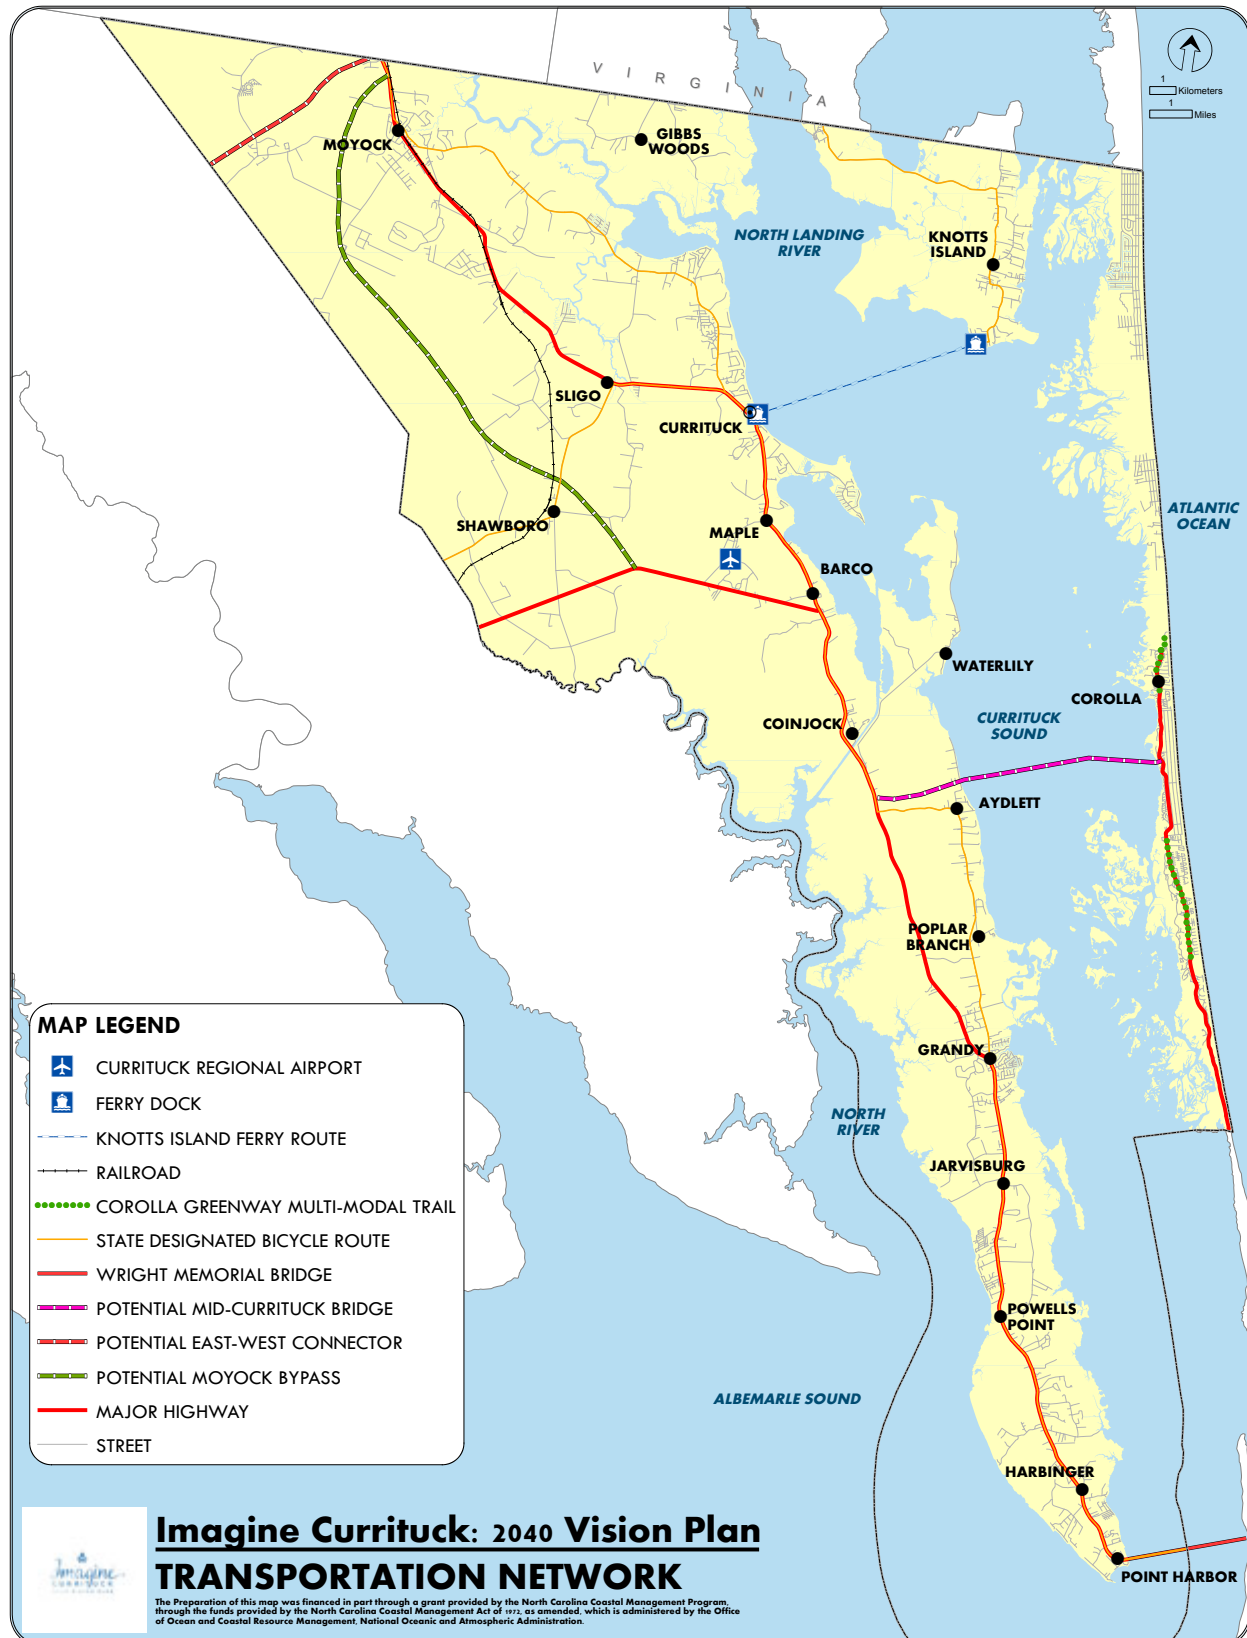 VIRGINIA
1
Kilometers
1
Miles
MOYOCK
GIBBS
WOODS
NORTH LANDING
RIVER
KNOTTS
ISLAND
SLIGO
CURRITUCK
SHAWBORO
MAPLE
BARCO
ATLANTIC
OCEAN
WATERLILY
COROLLA
COINJOCK
CURRITUCK
SOUND
AYDLETT
POPLAR
BRANCH
GRANDY
NORTH
RIVER
JARVISBURG
POWELLS
POINT
ALBEMARLE SOUND
HARBINGER
POINT HARBOR
MAP LEGEND
CURRITUCK REGIONAL AIRPORT
FERRY DOCK
KNOTTS ISLAND FERRY ROUTE
RAILROAD
COROLLA GREENWAY MULTI-MODAL TRAIL
STATE DESIGNATED BICYCLE ROUTE
WRIGHT MEMORIAL BRIDGE
POTENTIAL MID-CURRITUCK BRIDGE
POTENTIAL EAST-WEST CONNECTOR
POTENTIAL MOYOCK BYPASS
MAJOR HIGHWAY
STREET
Imagine
CURRITUCK
Imagine Currituck: 2040 Vision Plan
TRANSPORTATION NETWORK
The Preparation of this map was financed in part through a grant provided by the North Carolina Coastal Management Program,
through the funds provided by the North Carolina Coastal Management Act of 1972, as amended, which is administered by the Office
of Ocean and Coastal Resource Management, National Oceanic and Atmospheric Administration.